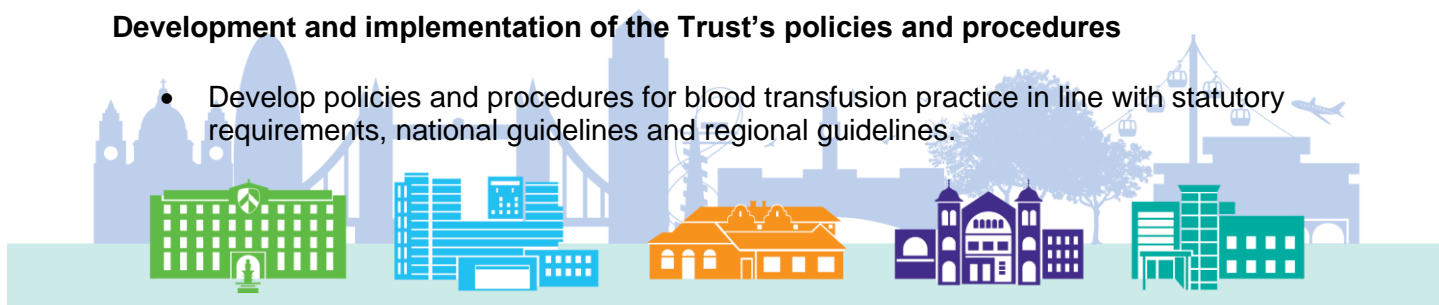 Development and implementation of the Trust's policies and procedures
• Develop policies and procedures for blood transfusion practice in line with statutory
requirements, national guidelines and regional guidelines.